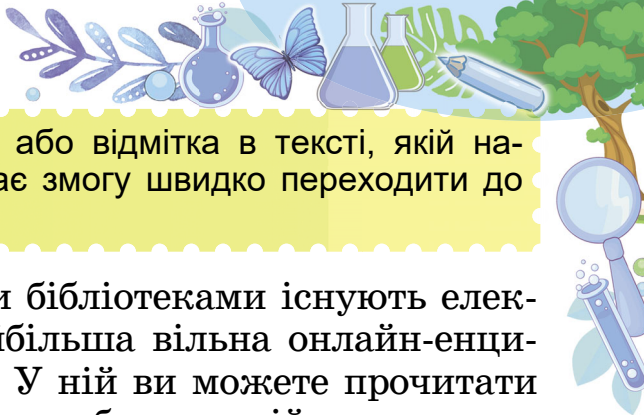 або відмітка в тексті, якій на-
ає змогу швидко переходити до
и бібліотеками існують елек-
більша вільна онлайн-енци-
У ній ви можете прочитати